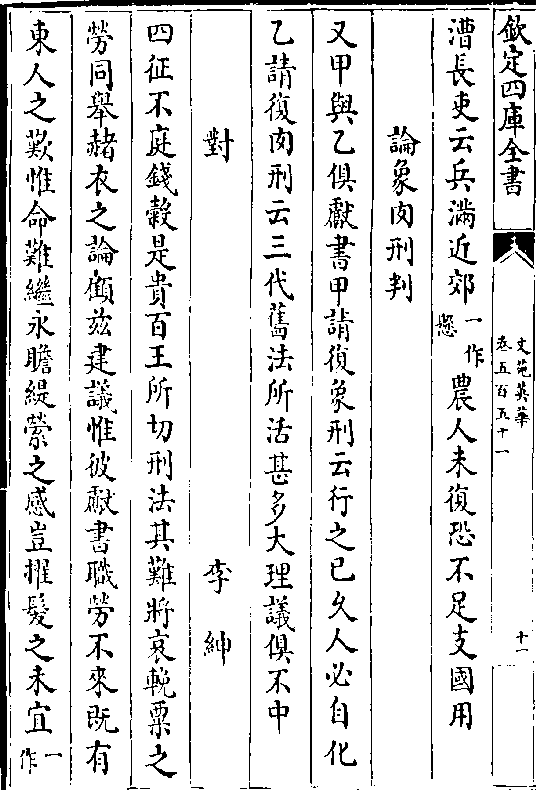 欽定四庫全書
文苑英華
卷五百五十一
十一
漕長吏云兵滿近郊一作農人未復恐不足支國用
論象肉刑判
又甲與乙俱獻書甲請復象刑云行之已久人必自化
乙請復肉刑云三代舊法所活甚多大理議俱不中
對 李紳
四征不庭錢穀是貴百王所切刑法其難將哀輓粟之
勞同舉赭衣之論顧兹建議惟彼獻書職勞不來既有
東人之歎惟命難繼永瞻緹縈之感豈擢髮之未宜一作